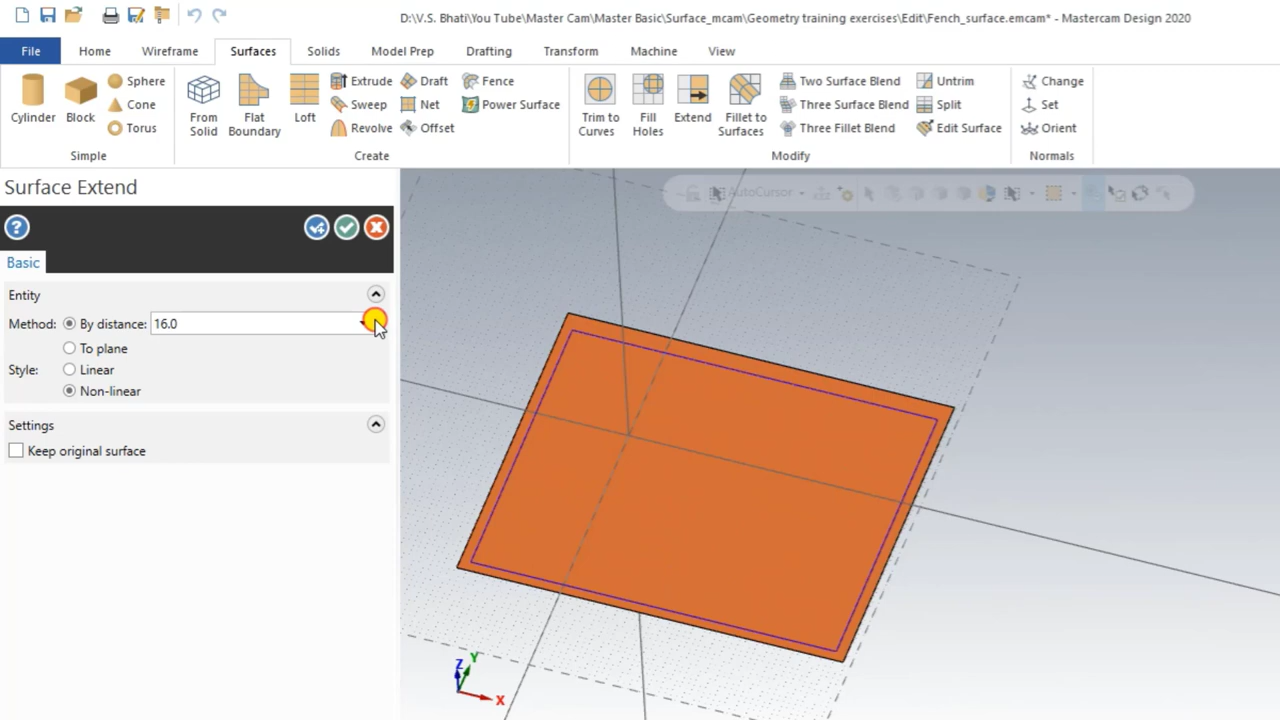 D:\V.S. Bhati\You Tube\Master Cam\Master Basic\Surface_mcam\Geometry training exercises\Edit\Fench_surface.emcam* - Mastercam Design 2020
File Home Wireframe Surfaces Solids Model Prep Drafting Transform Machine View
Cylinder Block Sphere Cone Torus
Simple
From Solid Flat Boundary Loft Extrude Sweep Revolve Draft Net Offset Fence Power Surface
Create
Trim to Curves Fill Holes Extend Fillet to Surfaces Two Surface Blend Three Surface Blend Three Fillet Blend Untrim Split Edit Surface
Modify
Change Set Orient
Normals
Surface Extend
AutoCursor
?
Basic
Entity
Method: By distance: 16.0
To plane
Style: Linear
Non-linear
Settings
Keep original surface
Z Y
X